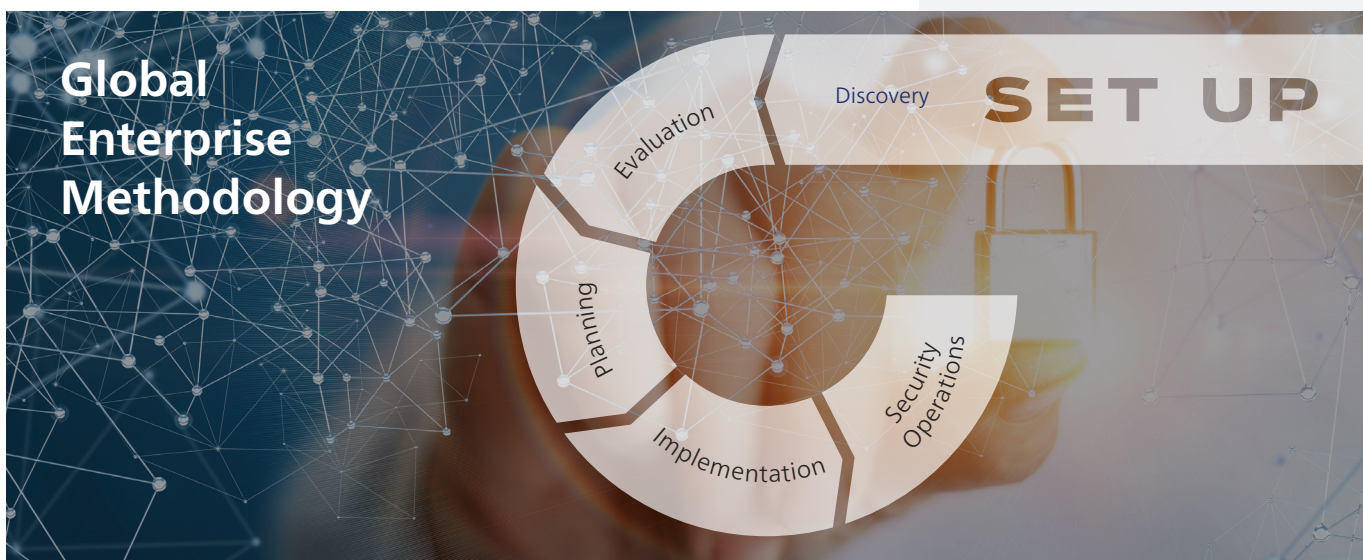 Global
Enterprise
Methodology
Discovery
SET UP
Evaluation
Planning
Implementation
Security
Operations